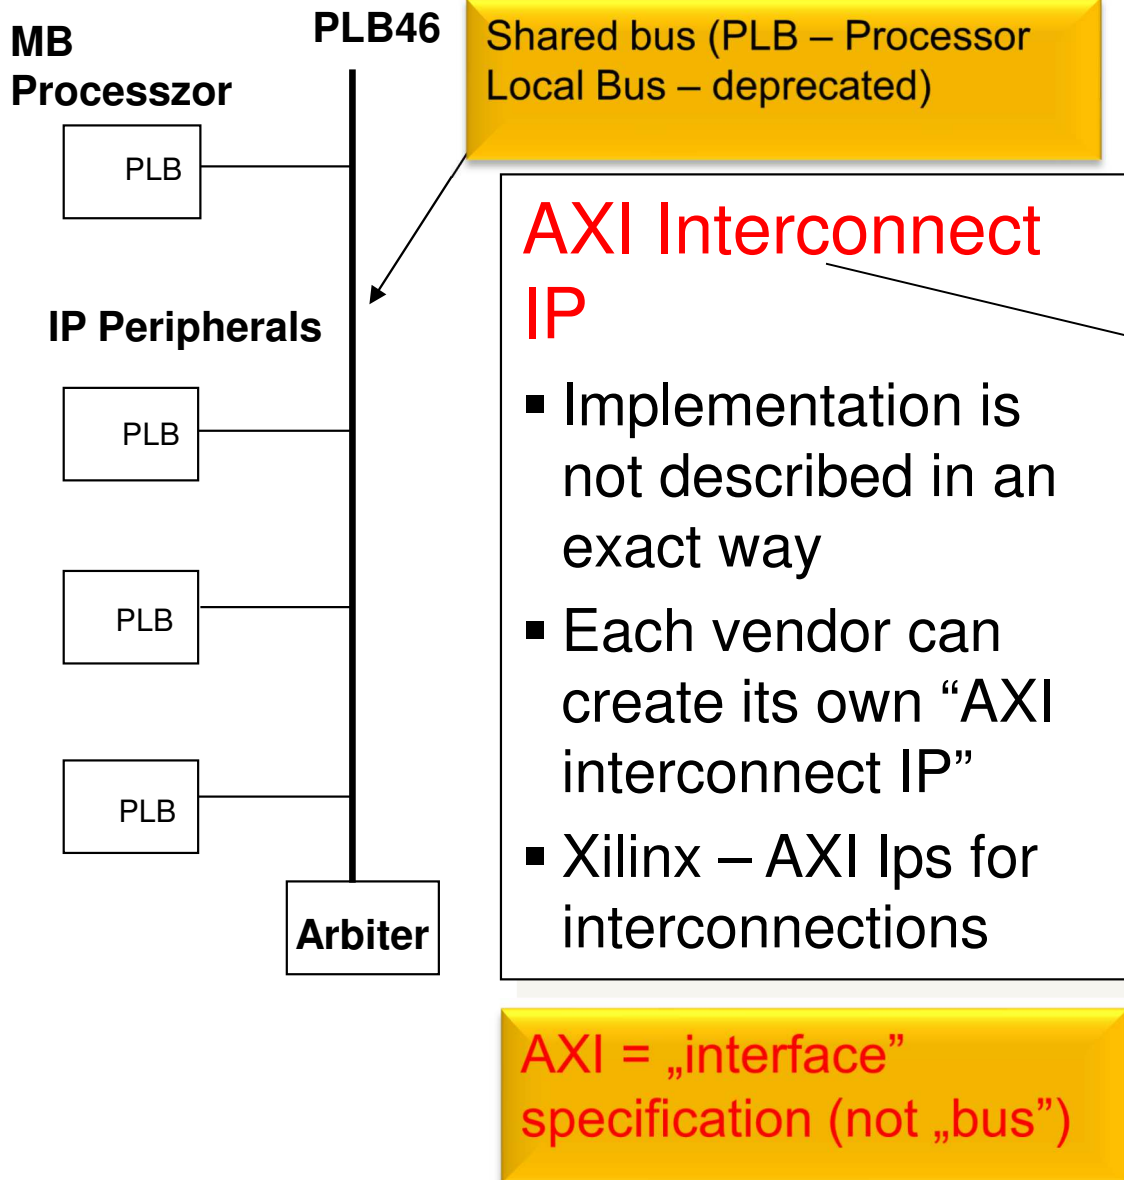 MB
Processzor
PLB46
Shared bus (PLB – Processor
Local Bus – deprecated)
PLB
IP Peripherals
PLB
PLB
PLB
Arbiter
AXI Interconnect
IP
▪ Implementation is
not described in an
exact way
▪ Each vendor can
create its own “AXI
interconnect IP”
▪ Xilinx – AXI Ips for
interconnections
AXI = „interface”
specification (not „bus”)